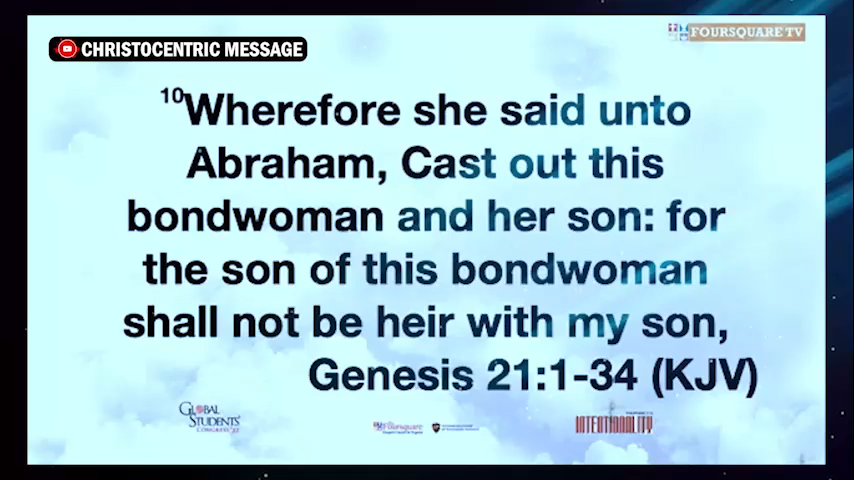 CHRISTOCENTRIC MESSAGE
FOURSQUARE TV
10Wherefore she said unto
Abraham, Cast out this
bondwoman and her son: for
the son of this bondwoman
shall not be heir with my son,
Genesis 21:1-34 (KJV)
GLOBAL
STUDENTS'
Foursquare
INTENTIONALITY